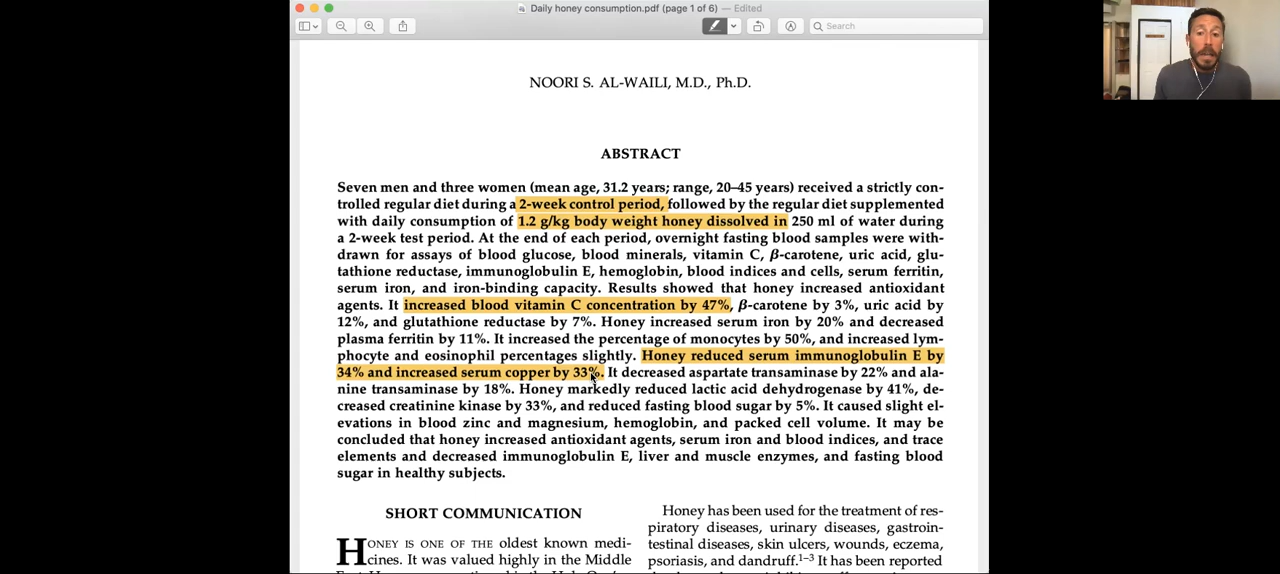 Daily honey consumption.pdf (page 1 of 6) — Edited
Search
NOORI S. AL-WAILI, M.D., Ph.D.
ABSTRACT
Seven men and three women (mean age, 31.2 years; range, 20–45 years) received a strictly con-
trolled regular diet during a 2-week control period, followed by the regular diet supplemented
with daily consumption of 1.2 g/kg body weight honey dissolved in 250 ml of water during
a 2-week test period. At the end of each period, overnight fasting blood samples were with-
drawn for assays of blood glucose, blood minerals, vitamin C, β-carotene, uric acid, glu-
tathione reductase, immunoglobulin E, hemoglobin, blood indices and cells, serum ferritin,
serum iron, and iron-binding capacity. Results showed that honey increased antioxidant
agents. It increased blood vitamin C concentration by 47%, β-carotene by 3%, uric acid by
12%, and glutathione reductase by 7%. Honey increased serum iron by 20% and decreased
plasma ferritin by 11%. It increased the percentage of monocytes by 50%, and increased lym-
phocyte and eosinophil percentages slightly. Honey reduced serum immunoglobulin E by
34% and increased serum copper by 33%. It decreased aspartate transaminase by 22% and ala-
nine transaminase by 18%. Honey markedly reduced lactic acid dehydrogenase by 41%, de-
creased creatinine kinase by 33%, and reduced fasting blood sugar by 5%. It caused slight el-
evations in blood zinc and magnesium, hemoglobin, and packed cell volume. It may be
concluded that honey increased antioxidant agents, serum iron and blood indices, and trace
elements and decreased immunoglobulin E, liver and muscle enzymes, and fasting blood
sugar in healthy subjects.
SHORT COMMUNICATION
HONEY IS ONE OF THE oldest known medi-
cines. It was valued highly in the Middle
Honey has been used for the treatment of res-
piratory diseases, urinary diseases, gastroin-
testinal diseases, skin ulcers, wounds, eczema,
psoriasis, and dandruff.1–3 It has been reported